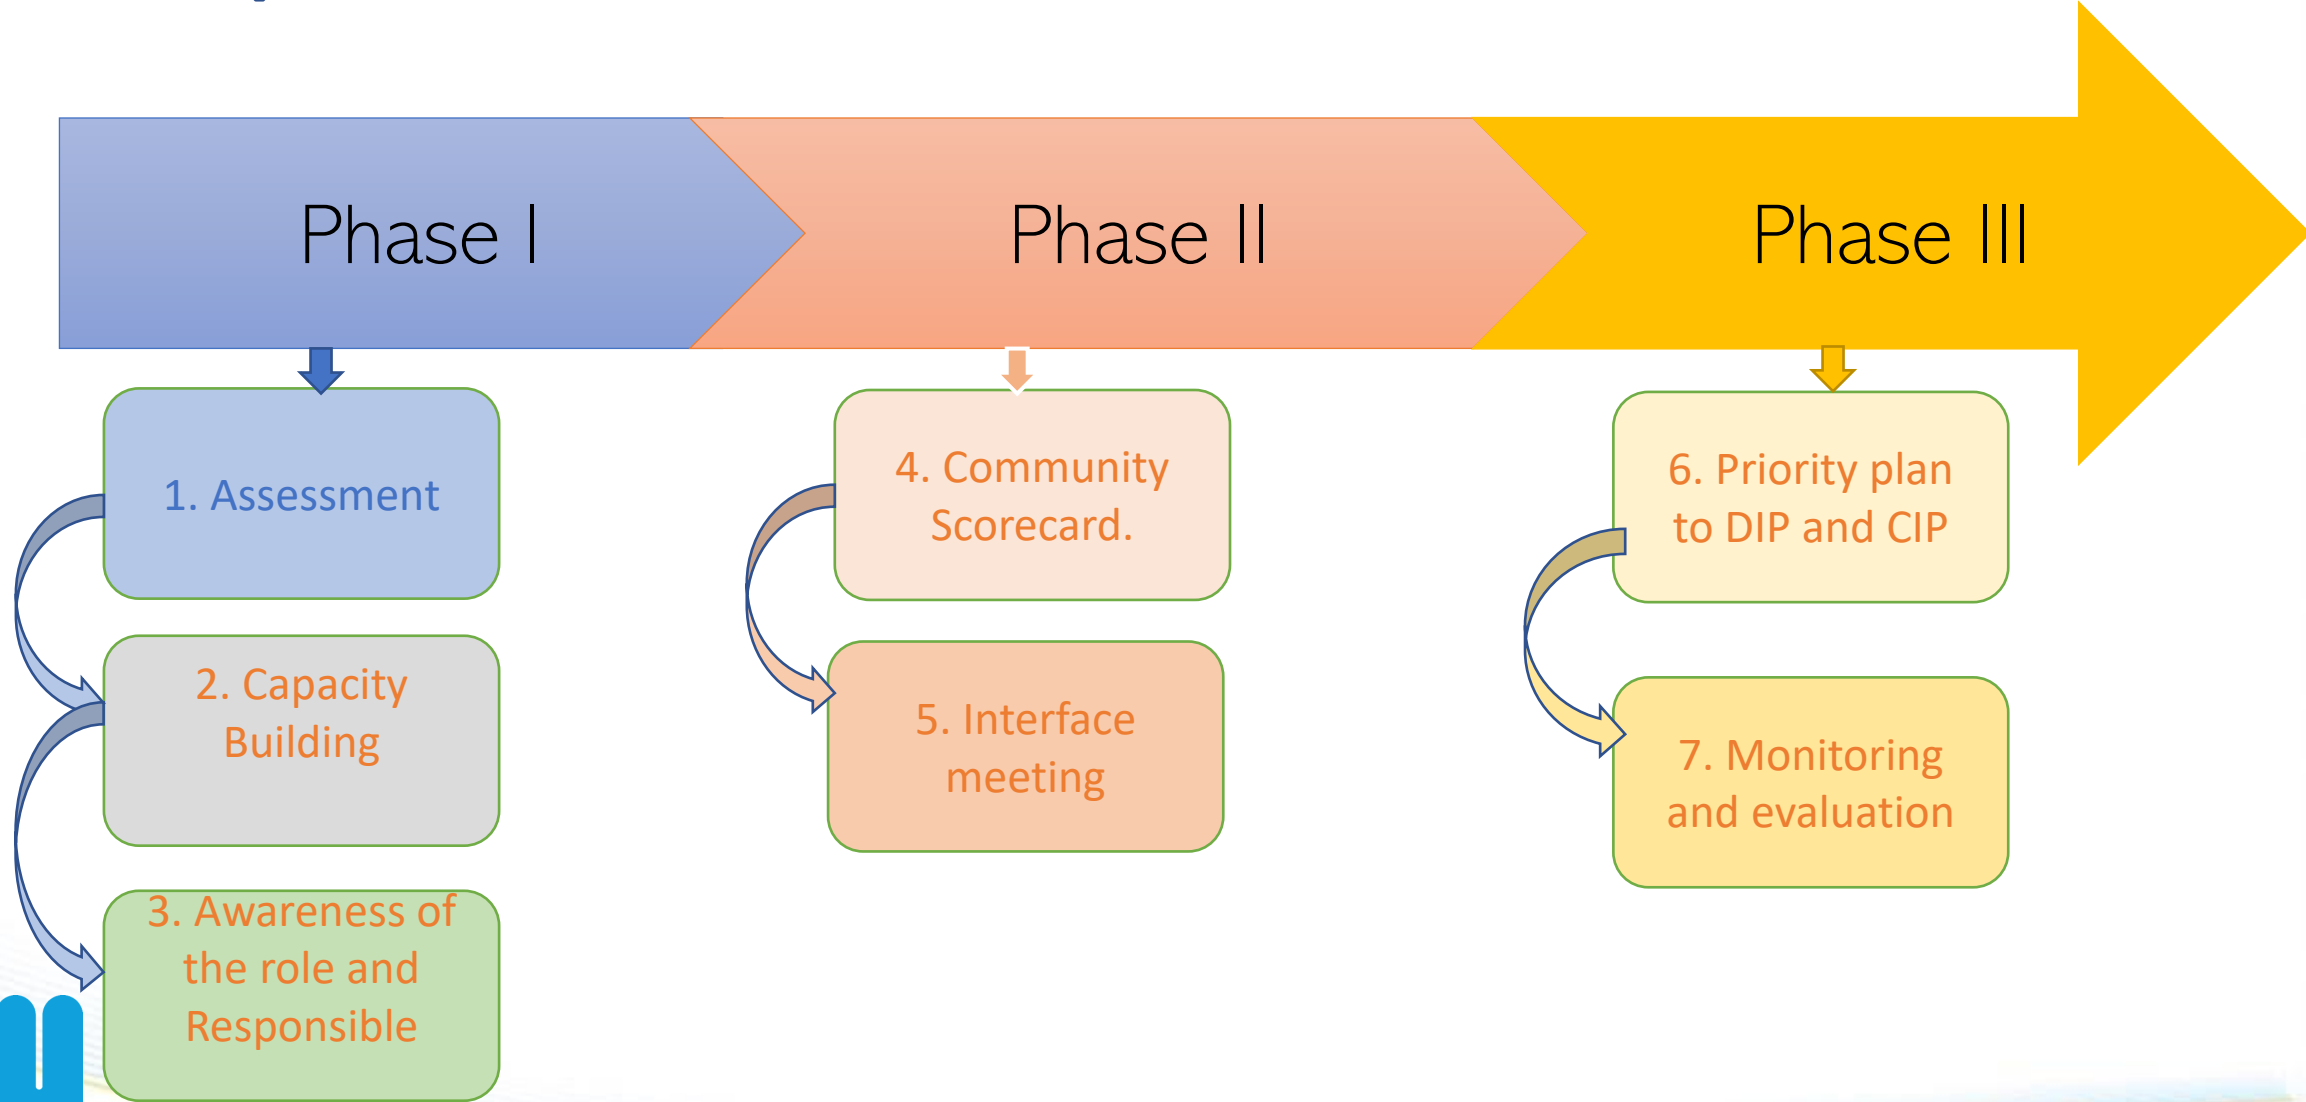 Phase I
Phase II
Phase III
1. Assessment
2. Capacity
Building
3. Awareness of
the role and
Responsible
4. Community
Scorecard.
5. Interface
meeting
6. Priority plan
to DIP and CIP
7. Monitoring
and evaluation